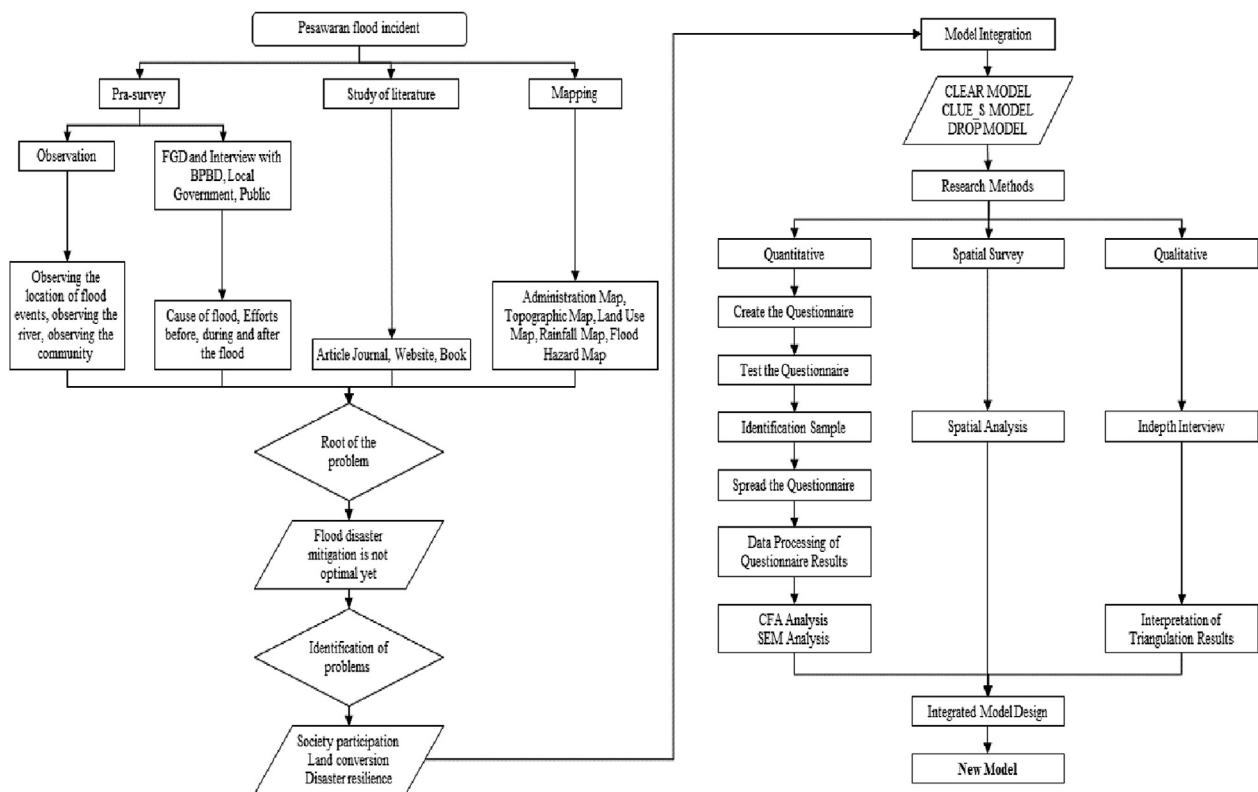 Pesawaran flood incident
Pra-survey
Study of literature
Mapping
Observation
FGD and Interview with
BPBD, Local
Government, Public
Observing the
location of flood
events, observing the
river, observing the
community
Cause of flood, Efforts
before, during and after
the flood
Article Journal, Website, Book
Administration Map,
Topographic Map, Land Use
Map, Rainfall Map, Flood
Hazard Map
Root of the
problem
Flood disaster
mitigation is not
optimal yet
Identification of
problems
Society participation
Land conversion
Disaster resilience
Model Integration
CLEAR MODEL
CLUE_S MODEL
DROP MODEL
Research Methods
Quantitative
Spatial Survey
Qualitative
Create the Questionnaire
Test the Questionnaire
Identification Sample
Spatial Analysis
Indepth Interview
Spread the Questionnaire
Data Processing of
Questionnaire Results
CFA Analysis
SEM Analysis
Interpretation of
Triangulation Results
Integrated Model Design
New Model